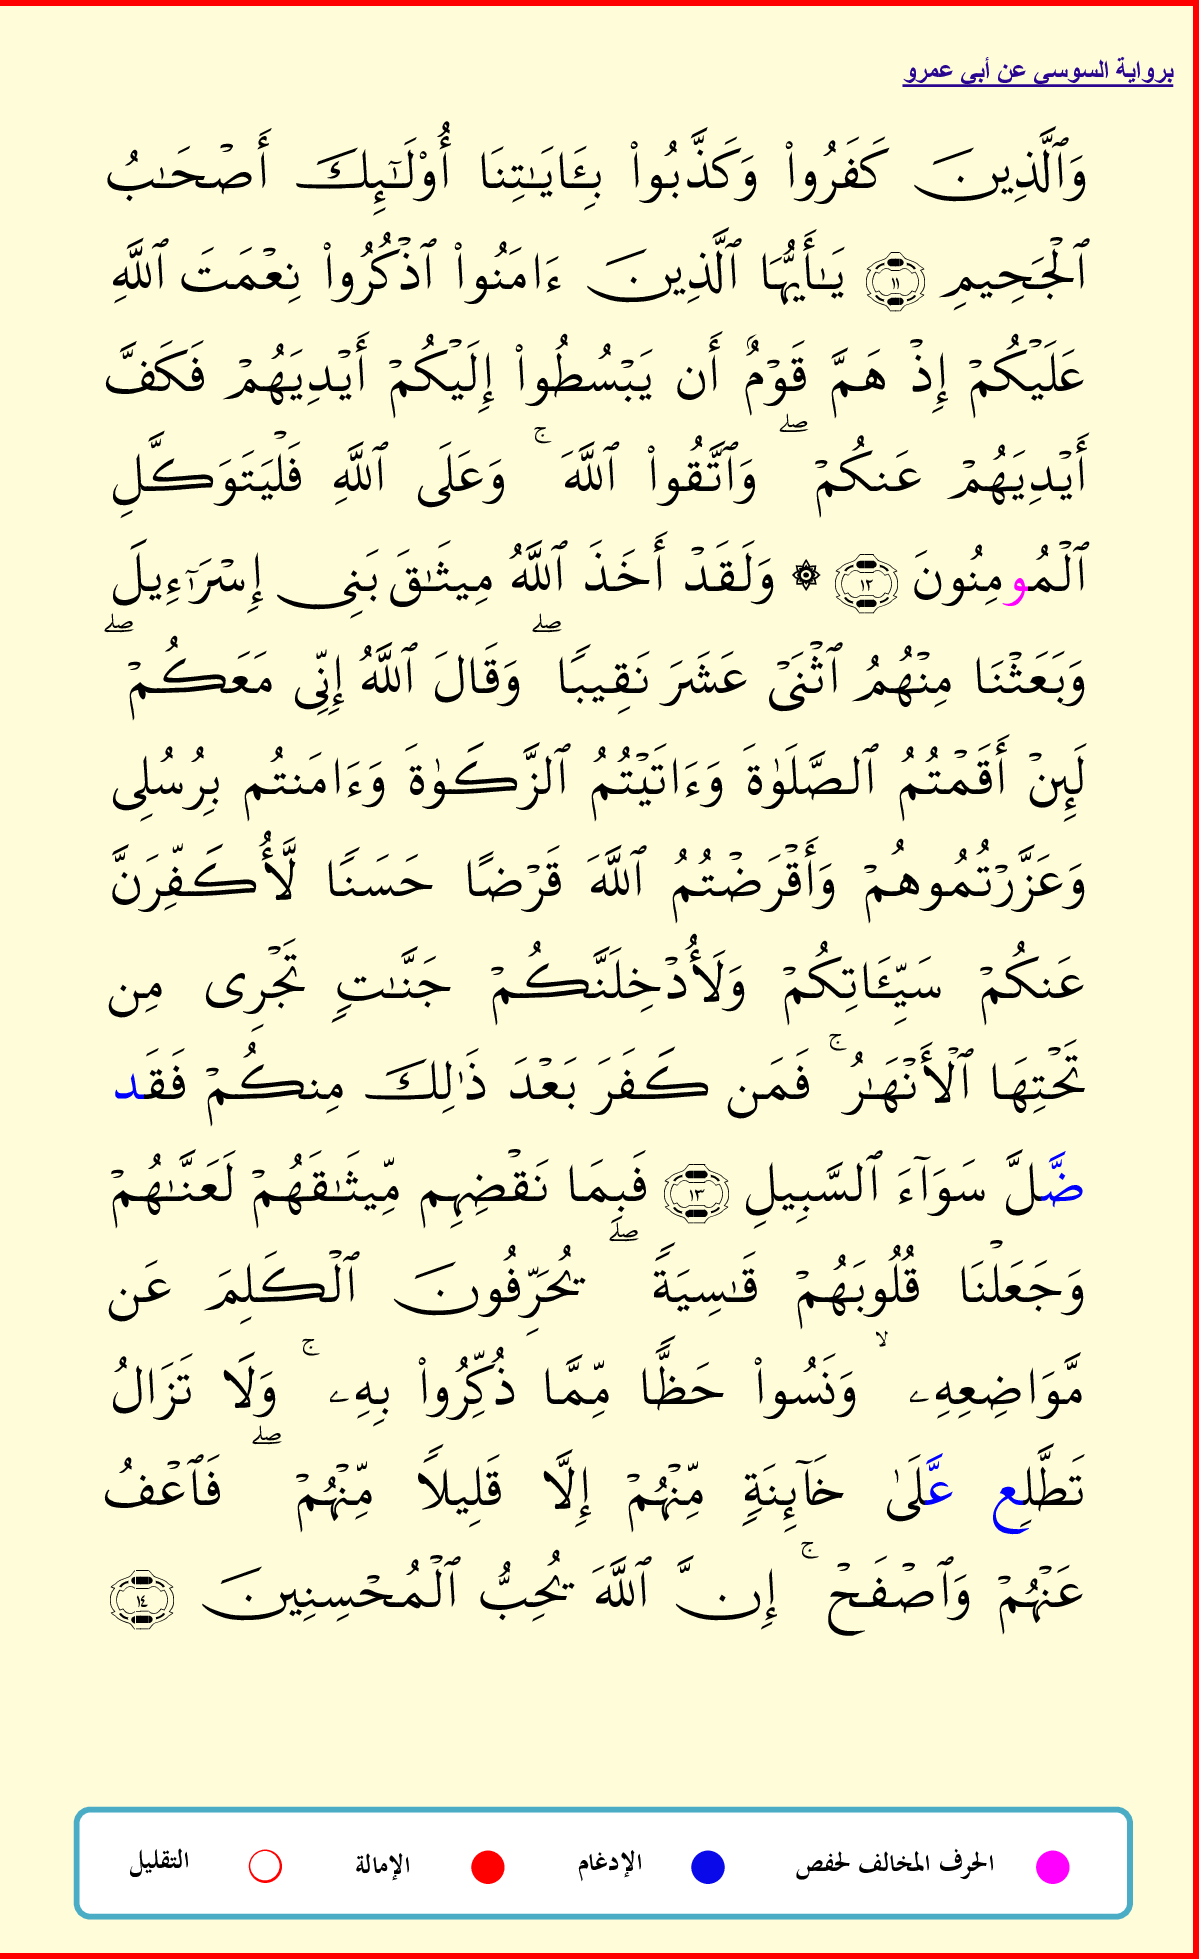 برواية السوسي عن أبي عمرو
وَٱلَّذِينَ كَفَرُواْ وَكَذَّبُواْ بِـَٔايَٰتِنَا أُوْلَٰٓئِكَ أَصۡحَٰبُ
ٱلۡجَحِيمِ ١١ يَٰٓأَيُّهَا ٱلَّذِينَ ءَامَنُواْ ٱذۡكُرُواْ نِعۡمَتَ ٱللَّهِ
عَلَيۡكُمۡ إِذۡ هَمَّ قَوۡمٌ أَن يَبۡسُطُواْ إِلَيۡكُمۡ أَيۡدِيَهُمۡ فَكَفَّ
أَيۡدِيَهُمۡ عَنكُمۡۖ وَٱتَّقُواْ ٱللَّهَۚ وَعَلَى ٱللَّهِ فَلۡيَتَوَكَّلِ
ٱلۡمُومِنُونَ ١٢ ۞ وَلَقَدۡ أَخَذَ ٱللَّهُ مِيثَٰقَ بَنِي إِسۡرَٰٓءِيلَ
وَبَعَثۡنَا مِنۡهُمُ ٱثۡنَيۡ عَشَرَ نَقِيبٗاۖ وَقَالَ ٱللَّهُ إِنِّي مَعَكُمۡۖ
لَئِنۡ أَقَمۡتُمُ ٱلصَّلَوٰةَ وَءَاتَيۡتُمُ ٱلزَّكَوٰةَ وَءَامَنتُم بِرُسُلِي
وَعَزَّرۡتُمُوهُمۡ وَأَقۡرَضۡتُمُ ٱللَّهَ قَرۡضًا حَسَنٗا لَّأُكَفِّرَنَّ
عَنكُمۡ سَيِّـَٔاتِكُمۡ وَلَأُدۡخِلَنَّكُمۡ جَنَّٰتٖ تَجۡرِي مِن
تَحۡتِهَا ٱلۡأَنۡهَٰرُۚ فَمَن كَفَرَ بَعۡدَ ذَٰلِكَ مِنكُمۡ فَقَد
ضَّلَّ سَوَآءَ ٱلسَّبِيلِ ١٣ فَبِمَا نَقۡضِهِم مِّيثَٰقَهُمۡ لَعَنَّٰهُمۡ
وَجَعَلۡنَا قُلُوبَهُمۡ قَٰسِيَةٗۖ يُحَرِّفُونَ ٱلۡكَلِمَ عَن
مَّوَاضِعِهِۦ ۙ وَنَسُواْ حَظّٗا مِّمَّا ذُكِّرُواْ بِهِۦۚ وَلَا تَزَالُ
تَطَّلِع عَّلَىٰ خَآئِنَةٖ مِّنۡهُمۡ إِلَّا قَلِيلٗا مِّنۡهُمۡۖ فَٱعۡفُ
عَنۡهُمۡ وَٱصۡفَحۡۚ إِنَّ ٱللَّهَ يُحِبُّ ٱلۡمُحۡسِنِينَ ١٤
الحرف المخالف لحفص الإدغام الإمالة التقليل